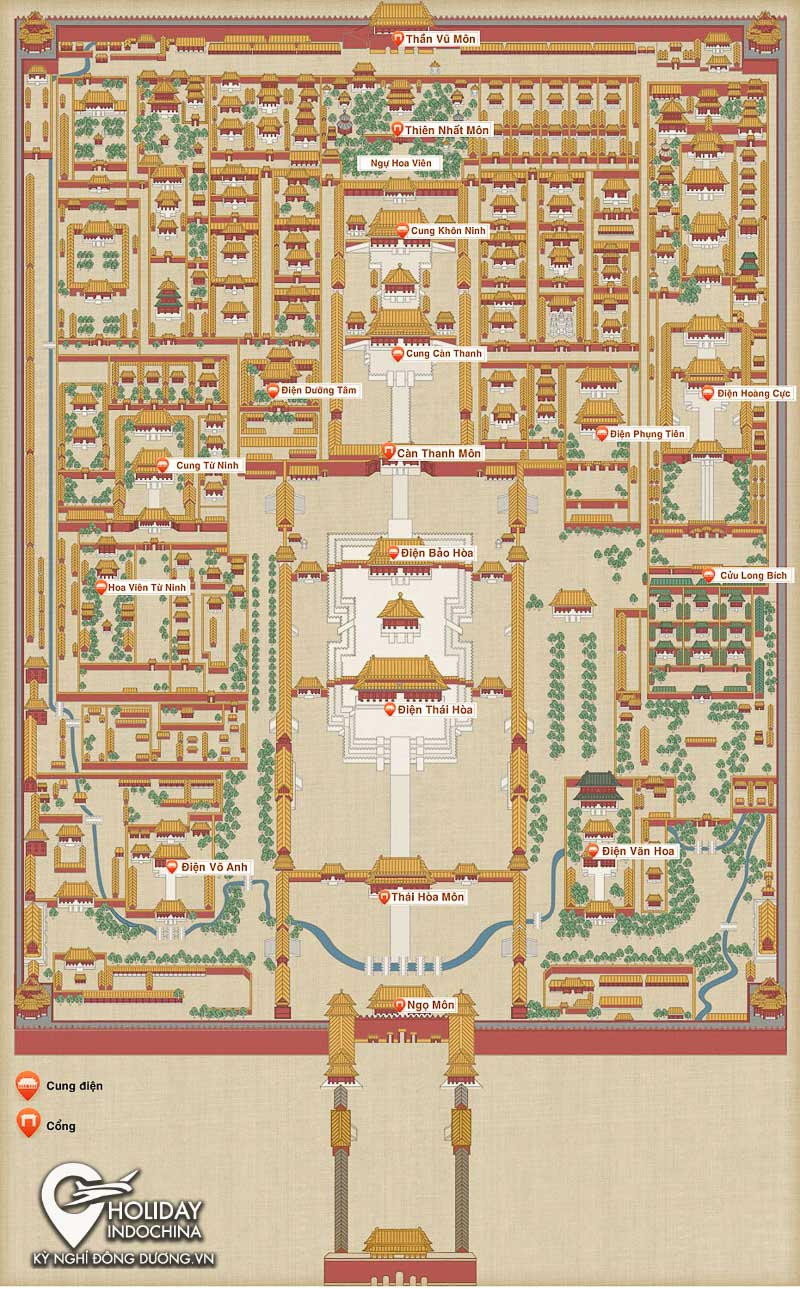 Thần Vũ Môn
Thiên Nhất Môn
Ngự Hoa Viên
Cung Khôn Ninh
Cung Càn Thanh
Điện Dưỡng Tâm
Điện Hoàng Cực
Điện Phụng Tiên
Càn Thanh Môn
Cung Từ Ninh
Điện Bảo Hòa
Cửu Long Bích
Hoa Viên Từ Ninh
Điện Thái Hòa
Điện Văn Hoa
Điện Võ Anh
Thái Hòa Môn
Ngọ Môn
Cung điện
Cổng
HOLIDAY
INDOCHINA
KỲ NGHỈ ĐÔNG DƯƠNG.VN